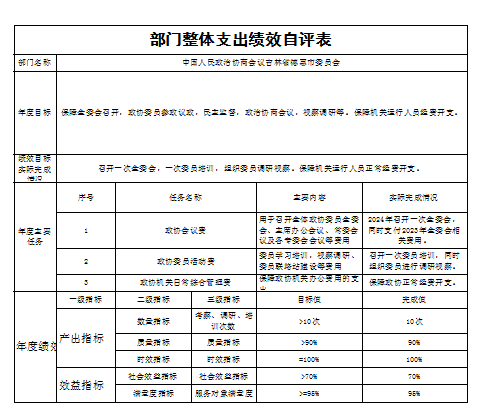 部门整体支出绩效自评表
部门名称 中国人民政治协商会议吉林省德惠市委员会
年度目标 保障全委会召开，政协委员参政议政，民主监督，政治协商会议，视察调研等。保障机关运行人员经费开支。
绩效目标
实际完成
情况
召开一次全委会，一次委员培训，组织委员调研视察。保障机关运行人员正常经费开支。
年度主要
任务
序号 任务名称 主要内容 实际完成情况
1 政协会议费
用于召开全体政协委员全委
会、主席办公会议、常委会
议及各专委会会议等费用
2024年召开一次全委会，
同时支付2023年全委会相
关费用。
2 政协委员活动费
委员学习培训，视察调研、
委员联络站建设等费用
召开一次委员培训，同时
组织委员进行调研视察。
3 政协机关日常综合管理费
保障政协机关办公费用的支
出
保障政协正常经费开支。
年度绩效
一级指标 二级指标 三级指标 目标值 完成值
产出指标
数量指标
考察、调研、培
训次数
>10次 10次
质量指标 质量指标 >90% 90%
时效指标 时效指标 =100% 100%
效益指标
社会效益指标 社会效益指标 >70% 70%
满意度指标 服务对象满意度 >=95% 95%